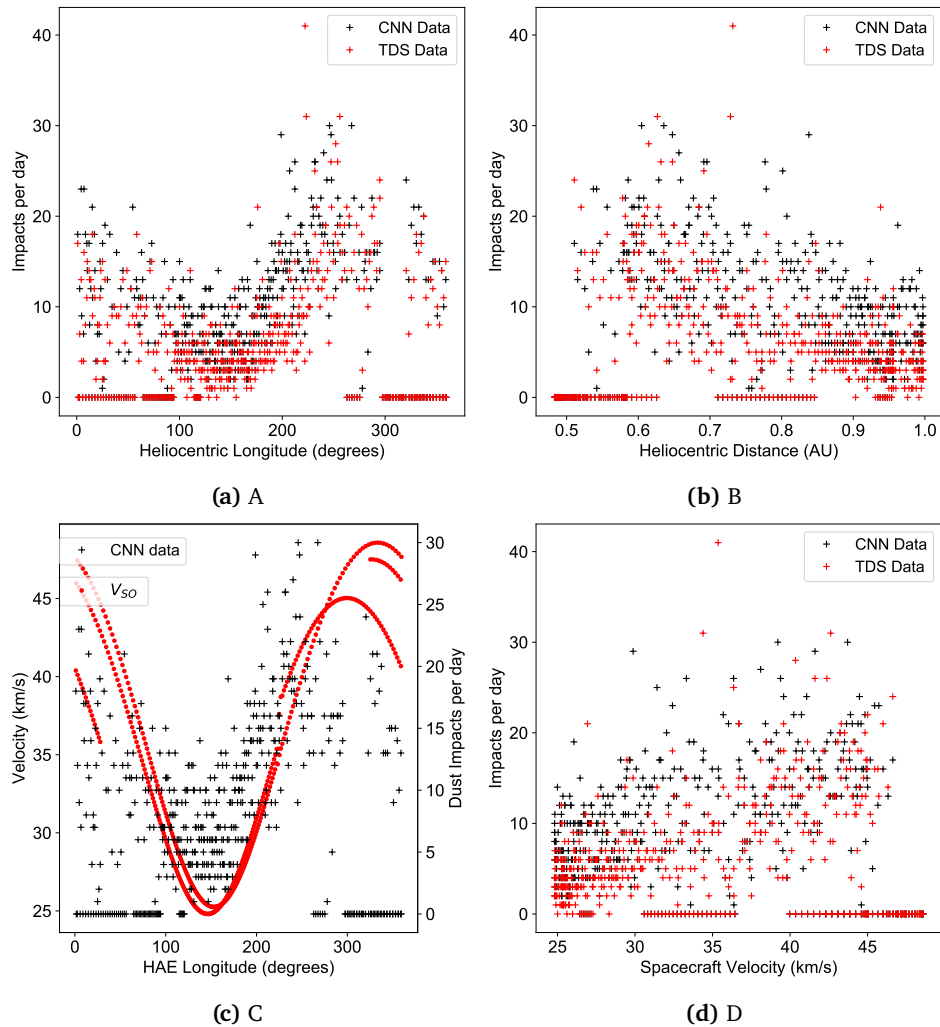 CNN Data
TDS Data
40
30
20
10
0
Impacts per day
0 100 200 300
Heliocentric Longitude (degrees)
(a) A
CNN Data
TDS Data
40
30
20
10
0
Impacts per day
0.5 0.6 0.7 0.8 0.9 1.0
Heliocentric Distance (AU)
(b) B
CNN data
V_SO
45
40
35
30
25
Velocity (km/s)
30
25
20
15
10
5
0
Dust Impacts per day
0 100 200 300
HAE Longitude (degrees)
(c) C
CNN Data
TDS Data
40
30
20
10
0
Impacts per day
25 30 35 40 45
Spacecraft Velocity (km/s)
(d) D